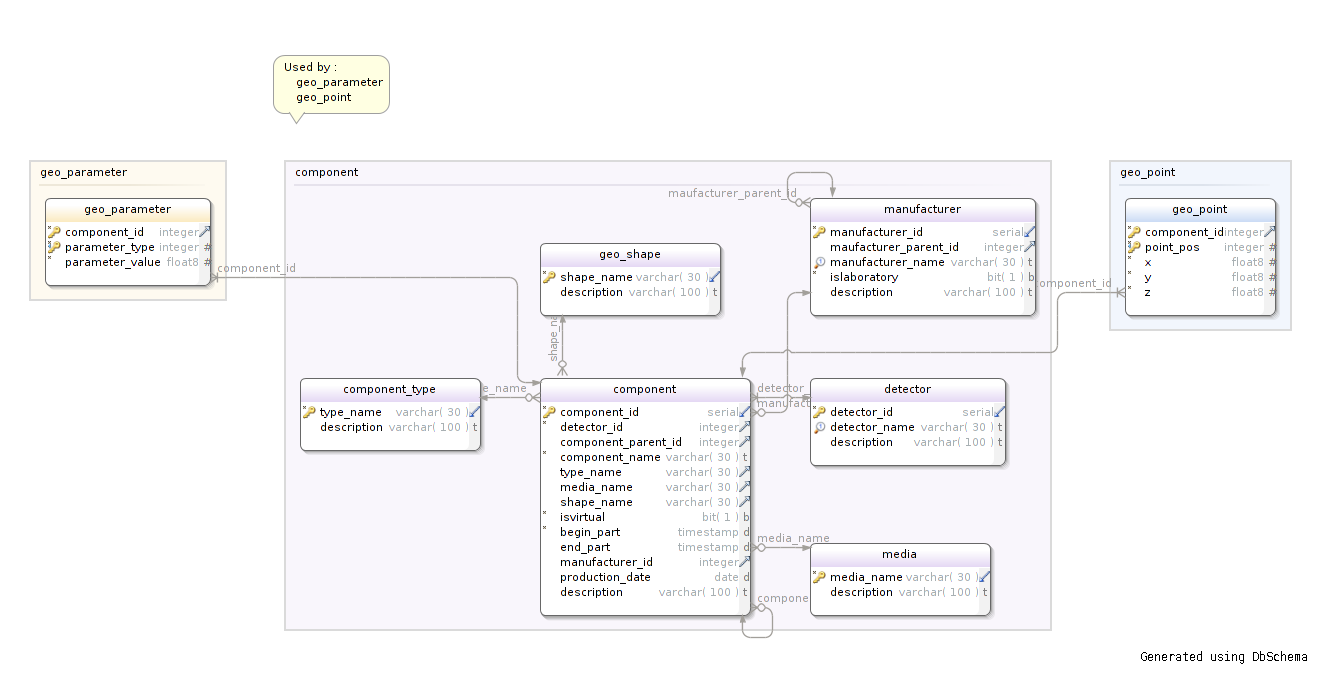 Used by :
geo_parameter
geo_point
geo_parameter
geo_parameter
component_id integer
parameter_type integer #
parameter_value float8 #
component_id
component
maufacturer_parent_id
manufacturer
manufacturer_id serial
maufacturer_parent_id integer
manufacturer_name varchar( 30 ) t
islaboratory bit( 1 ) b
description varchar( 100 ) t
geo_shape
shape_name varchar( 30 )
description varchar( 100 ) t
shape_na
geo_point
geo_point
component_id integer
point_pos integer #
x float8 #
y float8 #
z float8 #
component_id
component_type
type_name varchar( 30 )
description varchar( 100 ) t
e_name
component
component_id serial
detector_id integer
component_parent_id integer
component_name varchar( 30 ) t
type_name varchar( 30 )
media_name varchar( 30 )
shape_name varchar( 30 )
isvirtual bit( 1 ) b
begin_part timestamp d
end_part timestamp d
manufacturer_id integer
production_date date d
description varchar( 100 ) t
detector
manufact
detector
detector_id serial
detector_name varchar( 30 ) t
description varchar( 100 ) t
media_name
media
media_name varchar( 30 )
description varchar( 100 ) t
compone
Generated using DbSchema